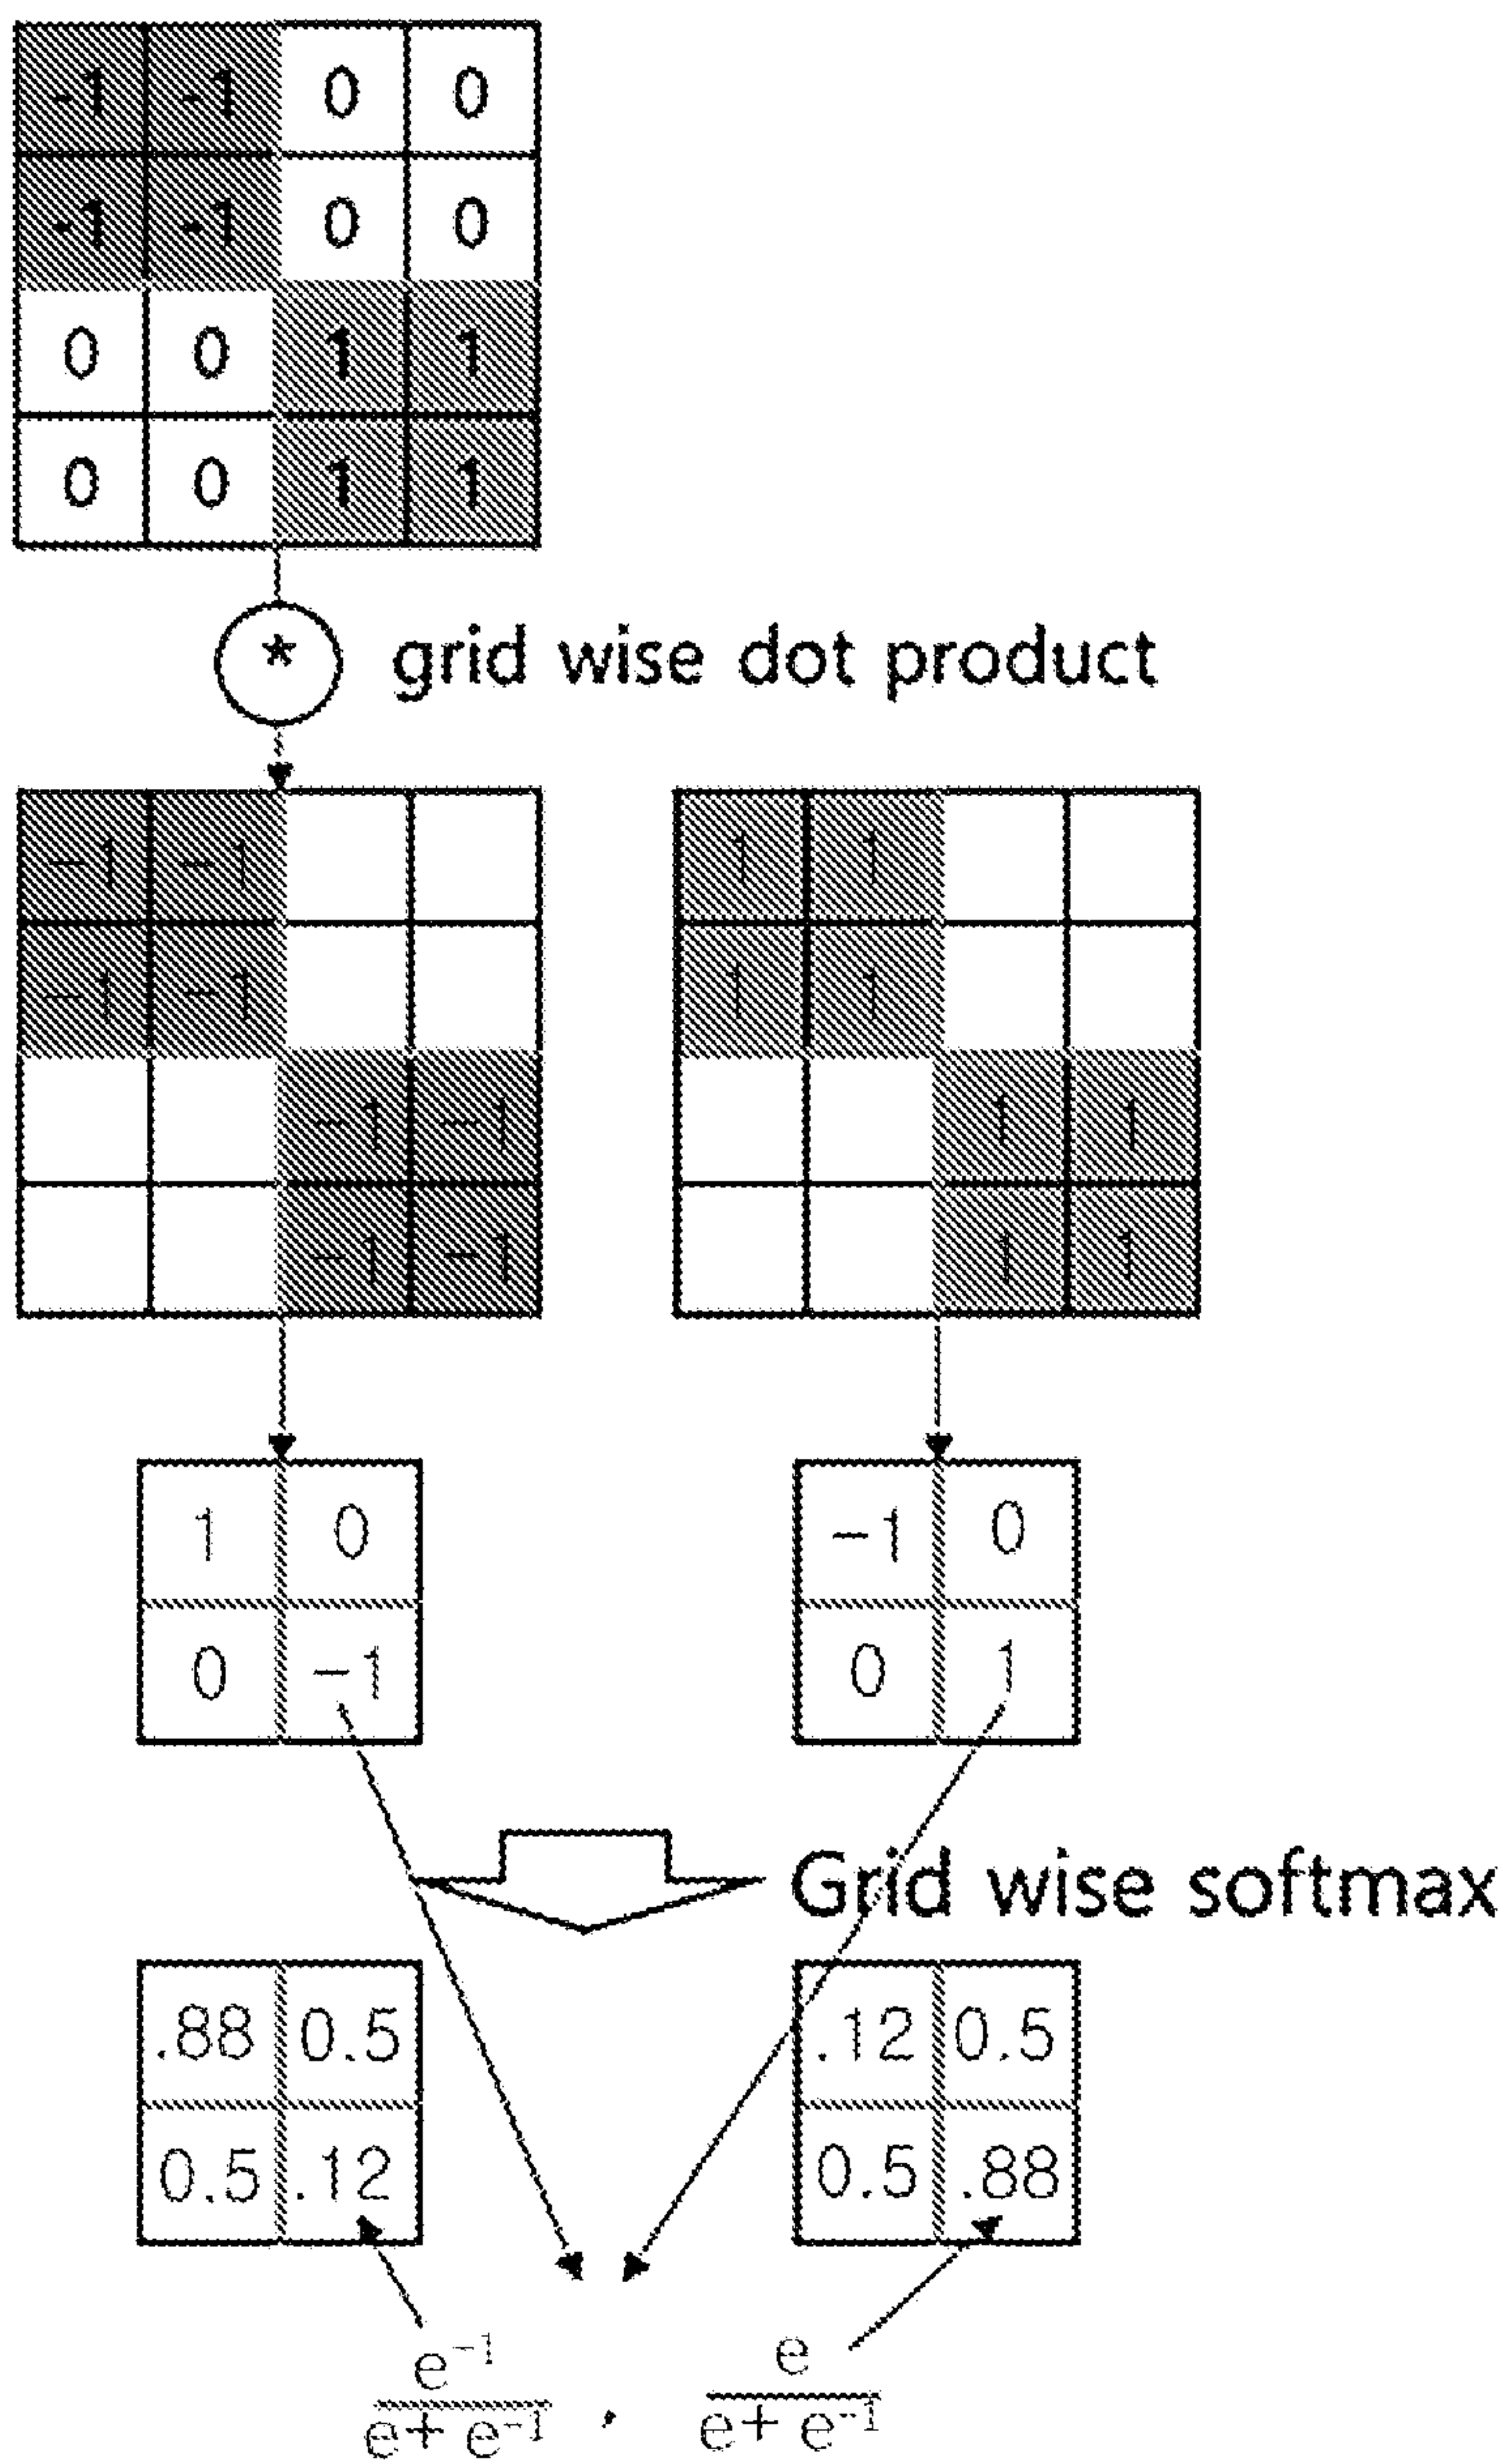 -1 -1 0 0
-1 -1 0 0
0 0 1 1
0 0 1 1
* grid wise dot product
-1 -1 1 1
-1 -1 1 1
-1 -1 1 1
-1 -1 1 1
1 0 -1 0
0 -1 0 1
Grid wise softmax
.88 0.5 .12 0.5
0.5 .12 0.5 .88
e⁻¹ e
e+e⁻¹ , e+e⁻¹